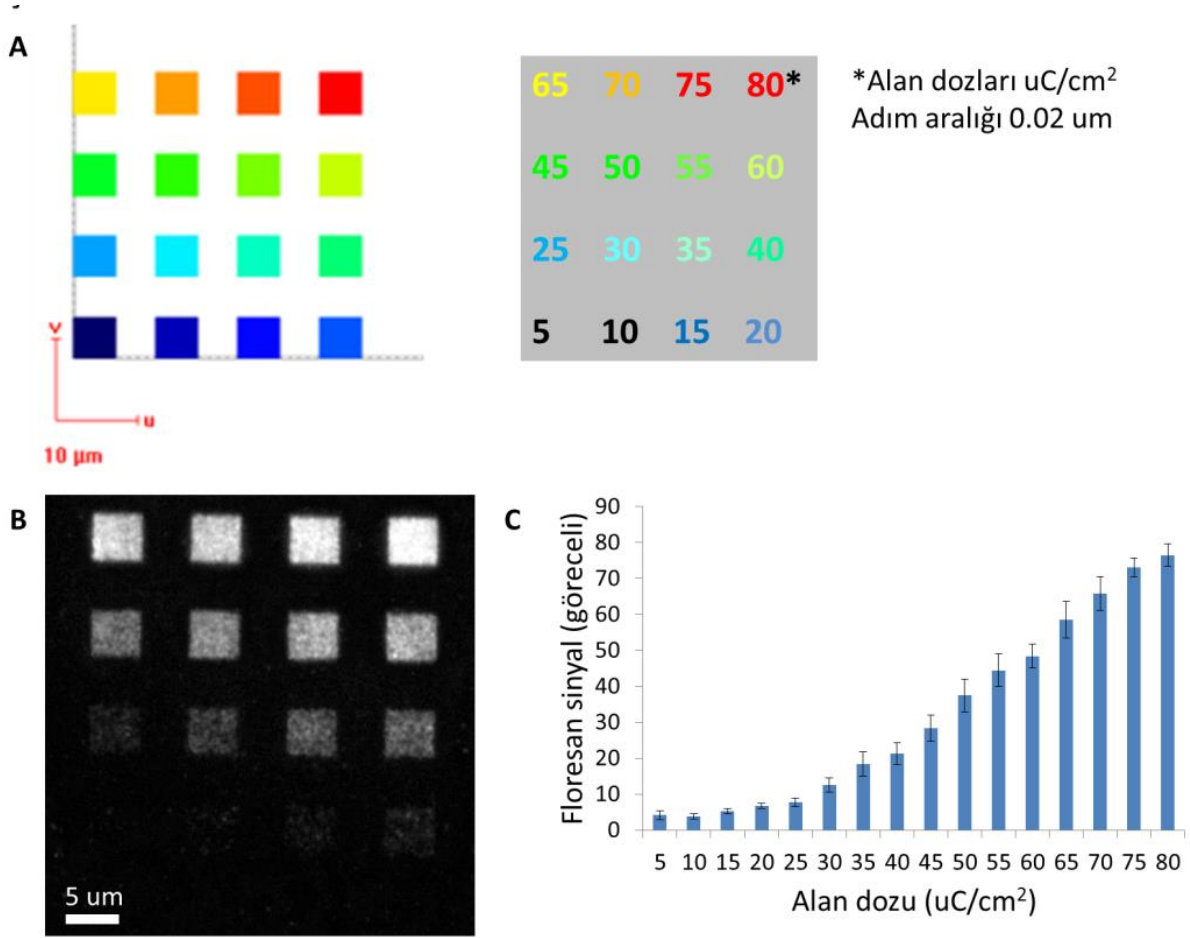 A
65 70 75 80*
45 50 55 60
25 30 35 40
5 10 15 20
*Alan dozları uC/cm²
Adım aralığı 0.02 um
v
u
10 µm
B
5 um
C
Floresan sinyal (göreceli)
90
80
70
60
50
40
30
20
10
0
5 10 15 20 25 30 35 40 45 50 55 60 65 70 75 80
Alan dozu (uC/cm²)